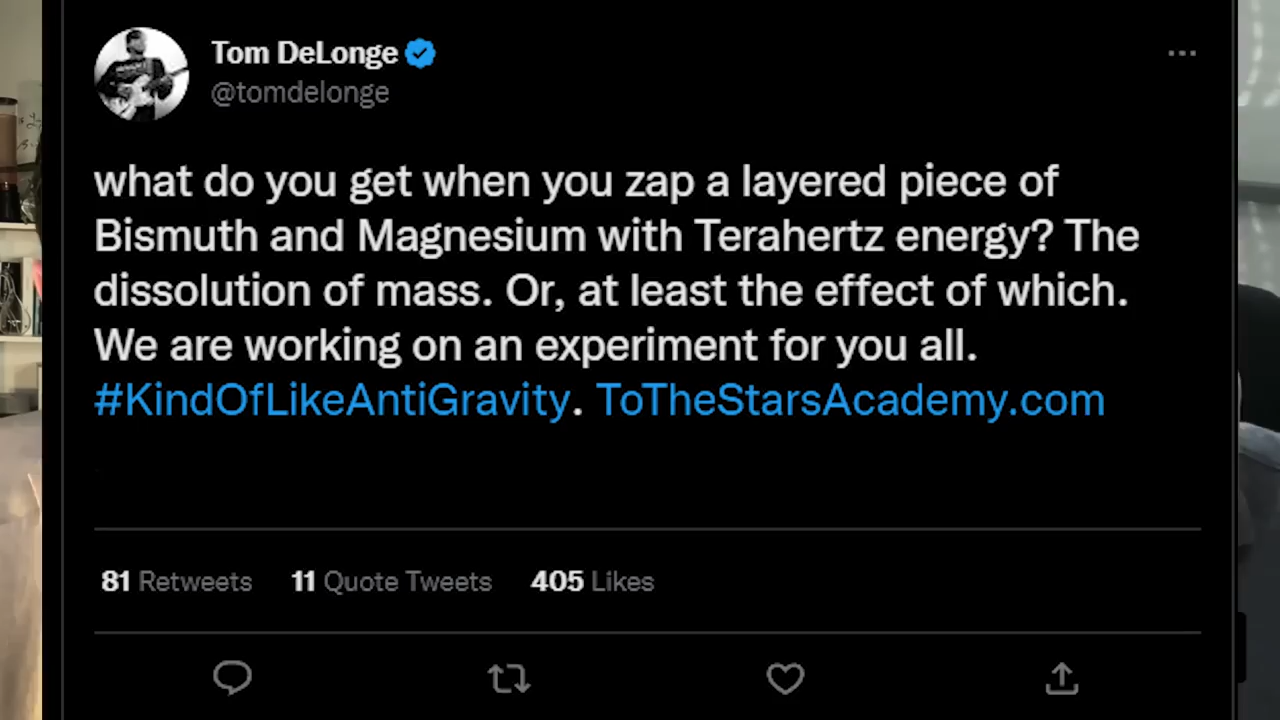 Tom DeLonge
@tomdelonge
what do you get when you zap a layered piece of
Bismuth and Magnesium with Terahertz energy? The
dissolution of mass. Or, at least the effect of which.
We are working on an experiment for you all.
#KindOfLikeAntiGravity. ToTheStarsAcademy.com
81 Retweets 11 Quote Tweets 405 Likes